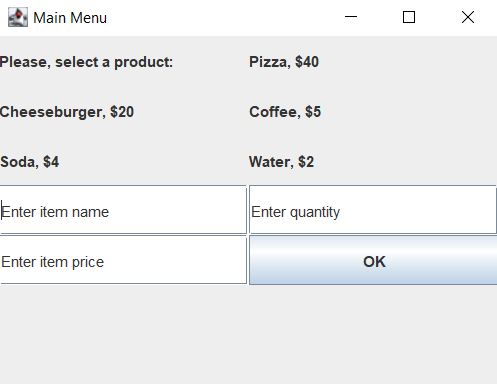 Main Menu
Please, select a product:
Pizza, $40
Cheeseburger, $20
Coffee, $5
Soda, $4
Water, $2
Enter item name
Enter quantity
Enter item price
OK